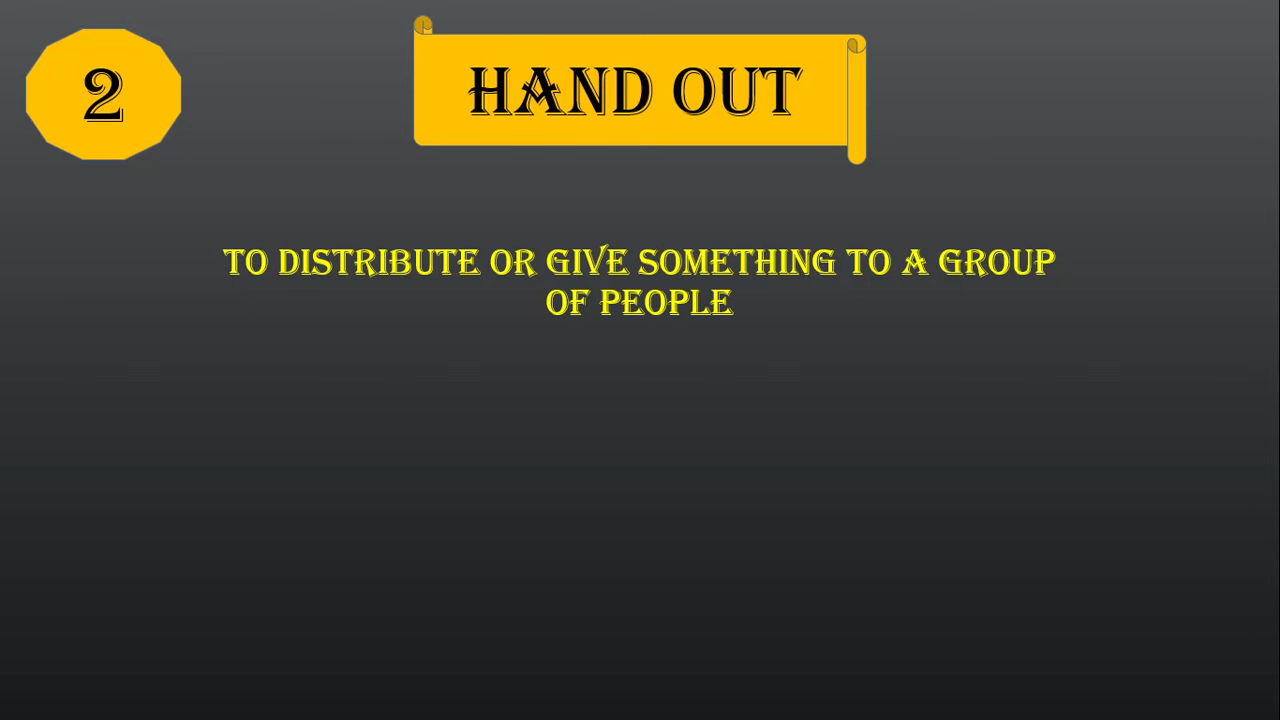 2
HAND OUT
TO DISTRIBUTE OR GIVE SOMETHING TO A GROUP
OF PEOPLE